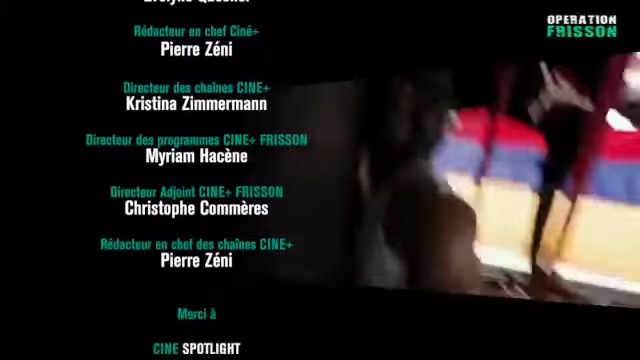 Rédacteur en chef Ciné+
Pierre Zéni
Directeur des chaînes CINE+
Kristina Zimmermann
Directeur des programmes CINE+ FRISSON
Myriam Hacène
Directeur Adjoint CINE+ FRISSON
Christophe Commères
Rédacteur en chef des chaînes CINE+
Pierre Zéni
Merci à
CINE SPOTLIGHT
OPERATION
FRISSON